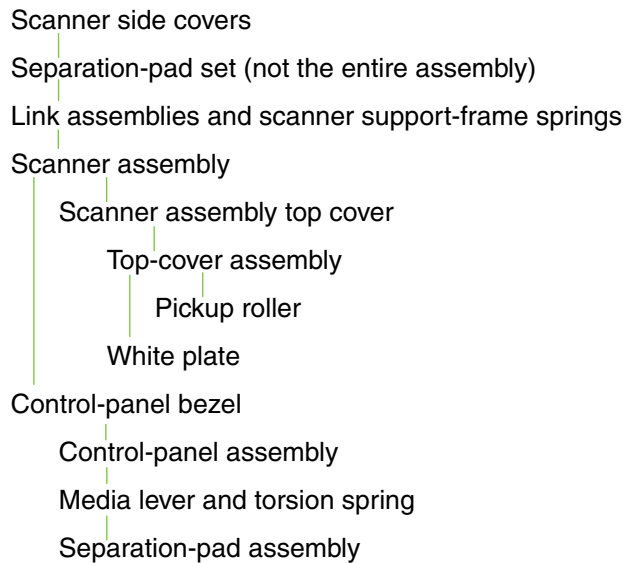 Scanner side covers
Separation-pad set (not the entire assembly)
Link assemblies and scanner support-frame springs
Scanner assembly
Scanner assembly top cover
Top-cover assembly
Pickup roller
White plate
Control-panel bezel
Control-panel assembly
Media lever and torsion spring
Separation-pad assembly